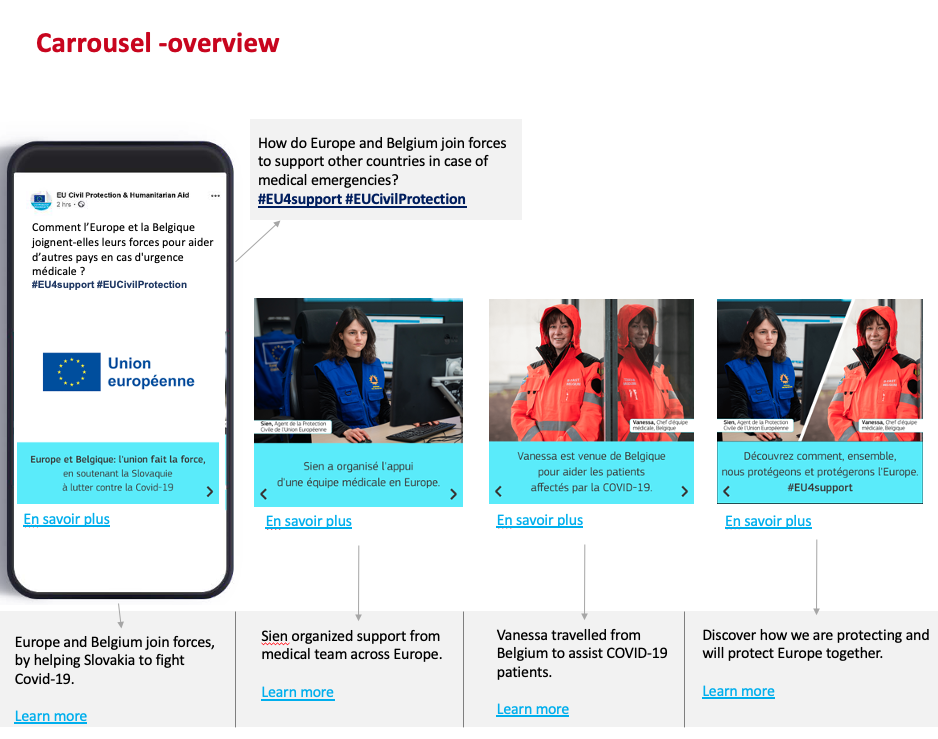 Carrousel -overview
How do Europe and Belgium join forces
to support other countries in case of
medical emergencies?
#EU4support #EUCivilProtection
EU Civil Protection & Humanitarian Aid
2 hrs
Comment l’Europe et la Belgique
joignent-elles leurs forces pour aider
d’autres pays en cas d'urgence
médicale ?
#EU4support #EUCivilProtection
Union
européenne
Europe et Belgique: l'union fait la force,
en soutenant la Slovaquie
à lutter contre la Covid-19
En savoir plus
Sien, Agent de la Protection
Civile de l'Union Européenne
Sien a organisé l'appui
d'une équipe médicale en Europe.
En savoir plus
Vanessa, Chef d'équipe
médicale, Belgique
Vanessa est venue de Belgique
pour aider les patients
affectés par la COVID-19.
En savoir plus
Sien, Agent de la Protection
Civile de l'Union Européenne
Vanessa, Chef d'équipe
médicale, Belgique
Découvrez comment, ensemble,
nous protégeons et protégerons l'Europe.
#EU4support
En savoir plus
Europe and Belgium join forces,
by helping Slovakia to fight
Covid-19.
Learn more
Sien organized support from
medical team across Europe.
Learn more
Vanessa travelled from
Belgium to assist COVID-19
patients.
Learn more
Discover how we are protecting and
will protect Europe together.
Learn more